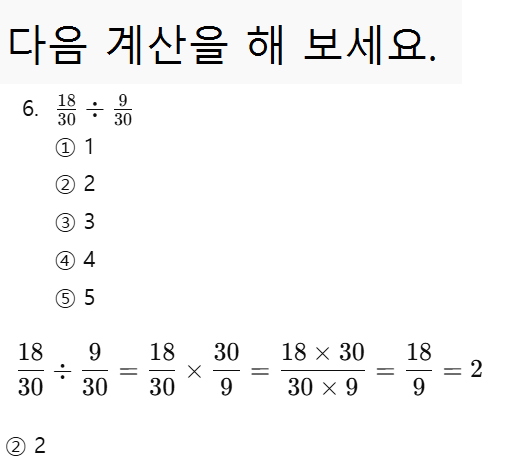 다음 계산을 해 보세요.
6. 18/30 ÷ 9/30
① 1
② 2
③ 3
④ 4
⑤ 5
18/30 ÷ 9/30 = 18/30 × 30/9 = (18 × 30)/(30 × 9) = 18/9 = 2
② 2